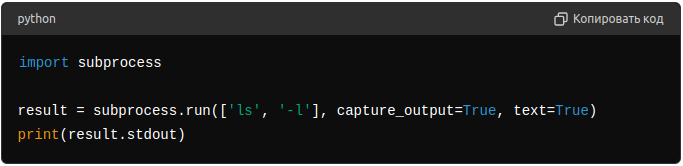 python
Копировать код
import subprocess
result = subprocess.run(['ls', '-l'], capture_output=True, text=True)
print(result.stdout)